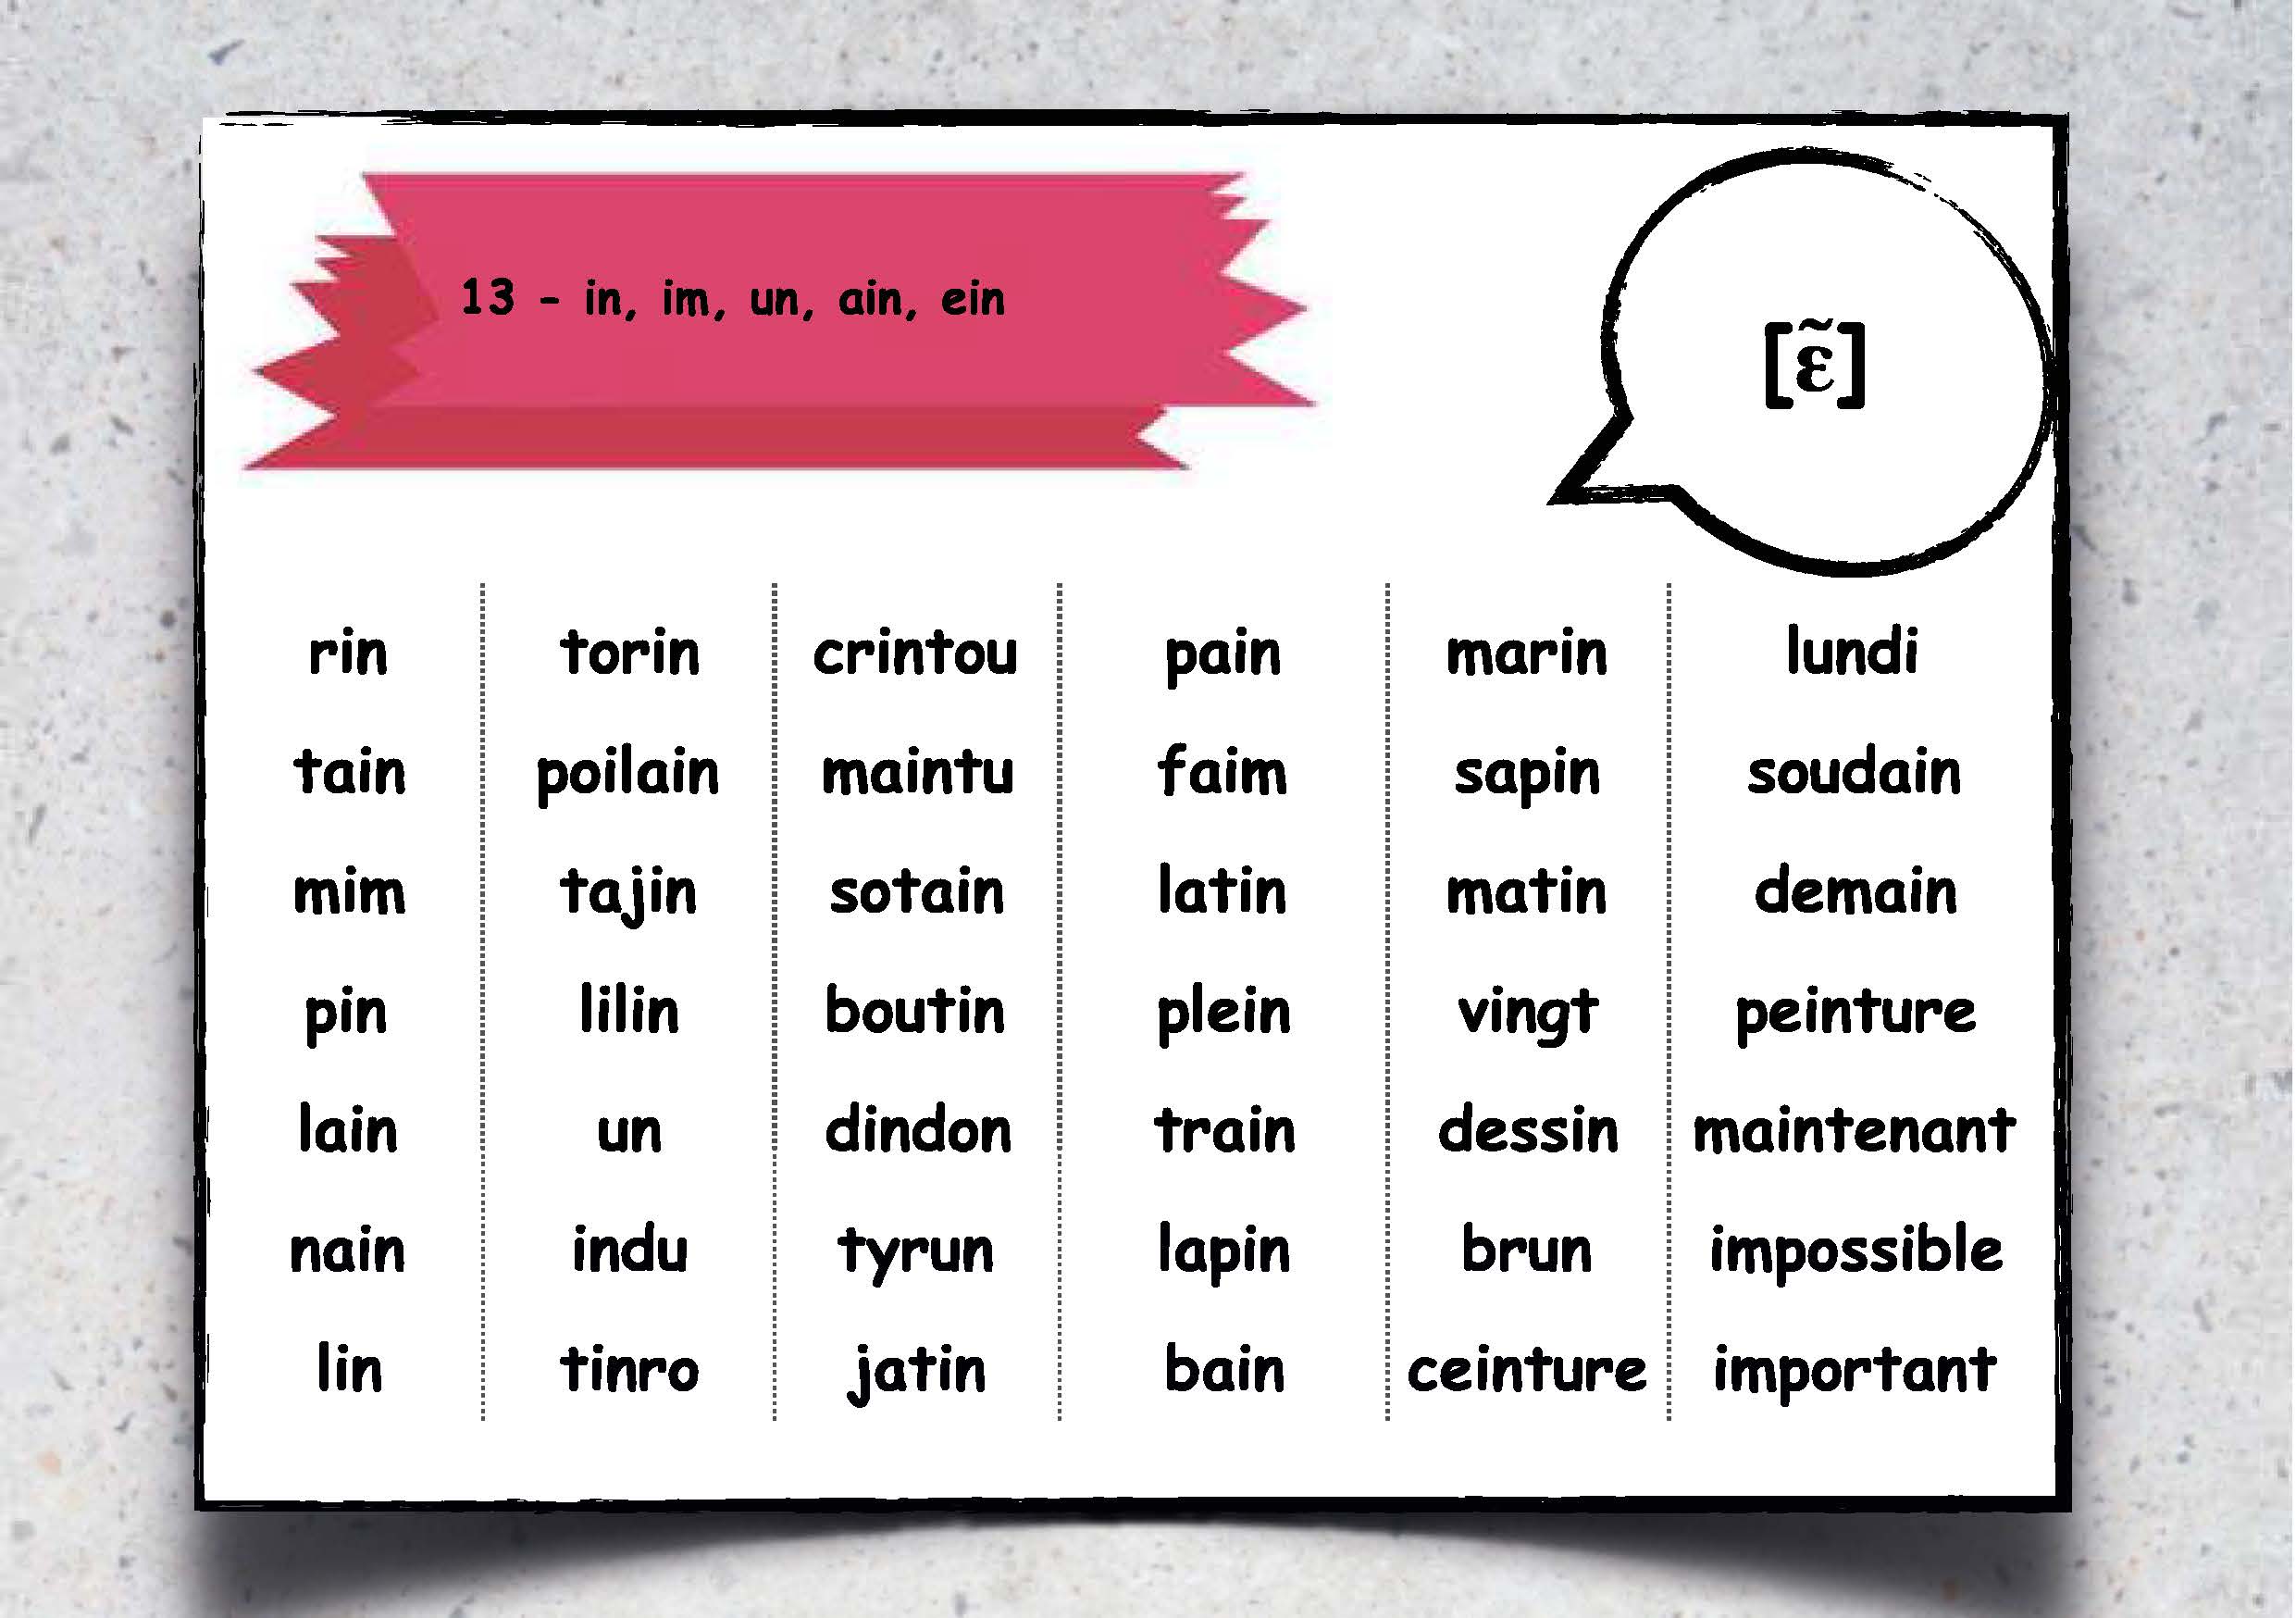 13 - in, im, un, ain, ein
[ɛ̃]
rin torin crintou pain marin lundi
tain poilain maintu faim sapin soudain
mim tajin sotain latin matin demain
pin lilin boutin plein vingt peinture
lain un dindon train dessin maintenant
nain indu tyrun lapin brun impossible
lin tinro jatin bain ceinture important